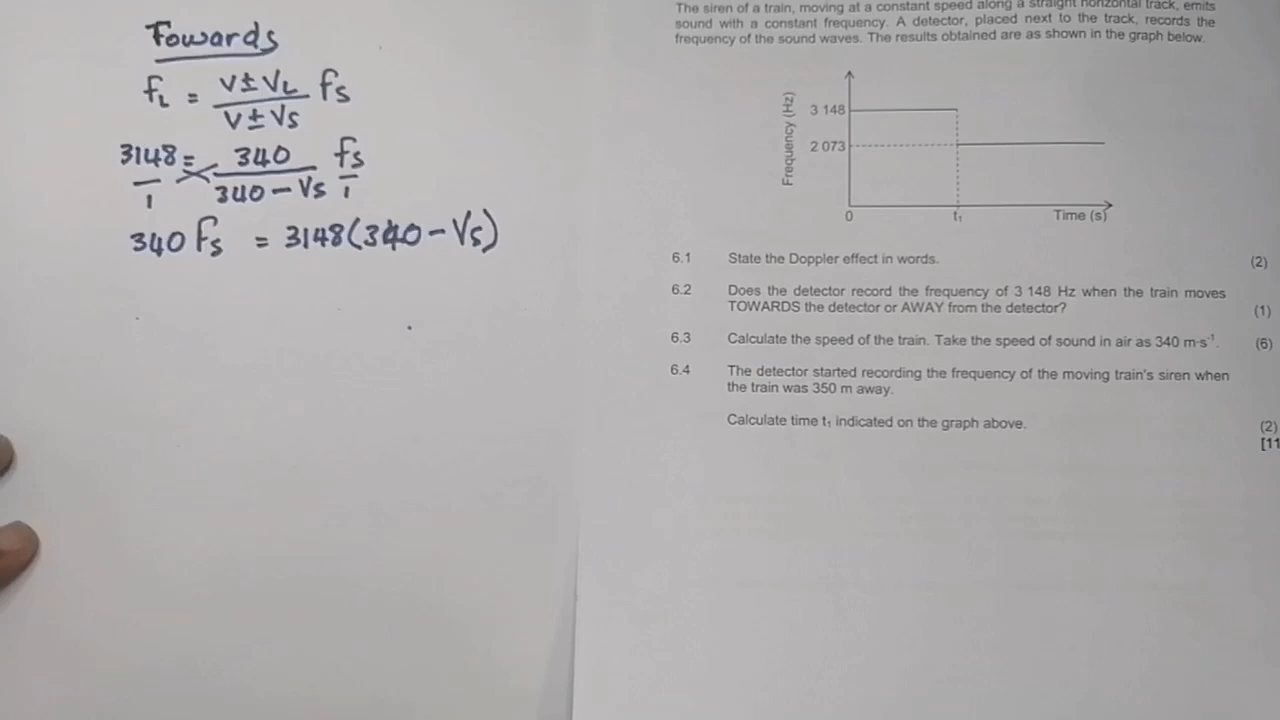 Towards
fL = V ± VL / V ± Vs fs
3148 / 1 = 340 / 340 - Vs fs / 1
340 Fs = 3148(340 - Vs)
The siren of a train, moving at a constant speed along a straight horizontal track, emits
sound with a constant frequency. A detector, placed next to the track, records the
frequency of the sound waves. The results obtained are as shown in the graph below.
Frequency (Hz)
3 148
2 073
0 t₁ Time (s)
6.1 State the Doppler effect in words. (2)
6.2 Does the detector record the frequency of 3 148 Hz when the train moves
TOWARDS the detector or AWAY from the detector? (1)
6.3 Calculate the speed of the train. Take the speed of sound in air as 340 m·s⁻¹. (6)
6.4 The detector started recording the frequency of the moving train's siren when
the train was 350 m away.
Calculate time t₁ indicated on the graph above. (2)
[11